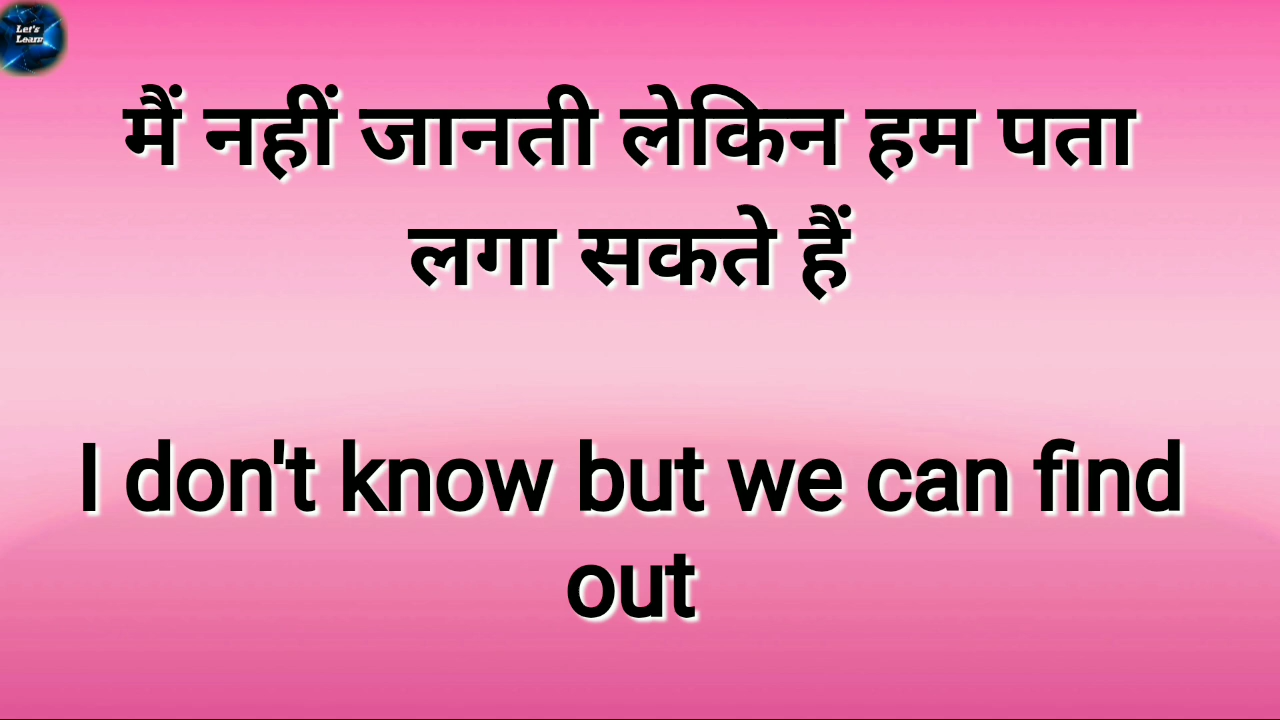 Let's
Learn
मैं नहीं जानती लेकिन हम पता
लगा सकते हैं
I don't know but we can find
out